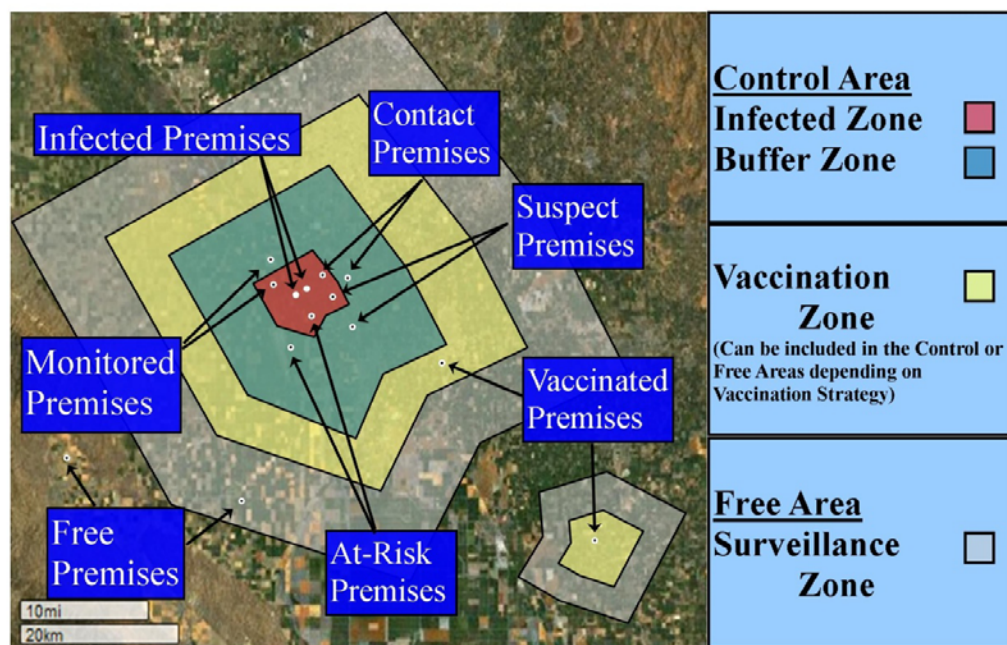 Infected Premises
Contact
Premises
Suspect
Premises
Monitored
Premises
Vaccinated
Premises
Free
Premises
At-Risk
Premises
10mi
20km
Control Area
Infected Zone
Buffer Zone
Vaccination
Zone
(Can be included in the Control or
Free Areas depending on
Vaccination Strategy)
Free Area
Surveillance
Zone